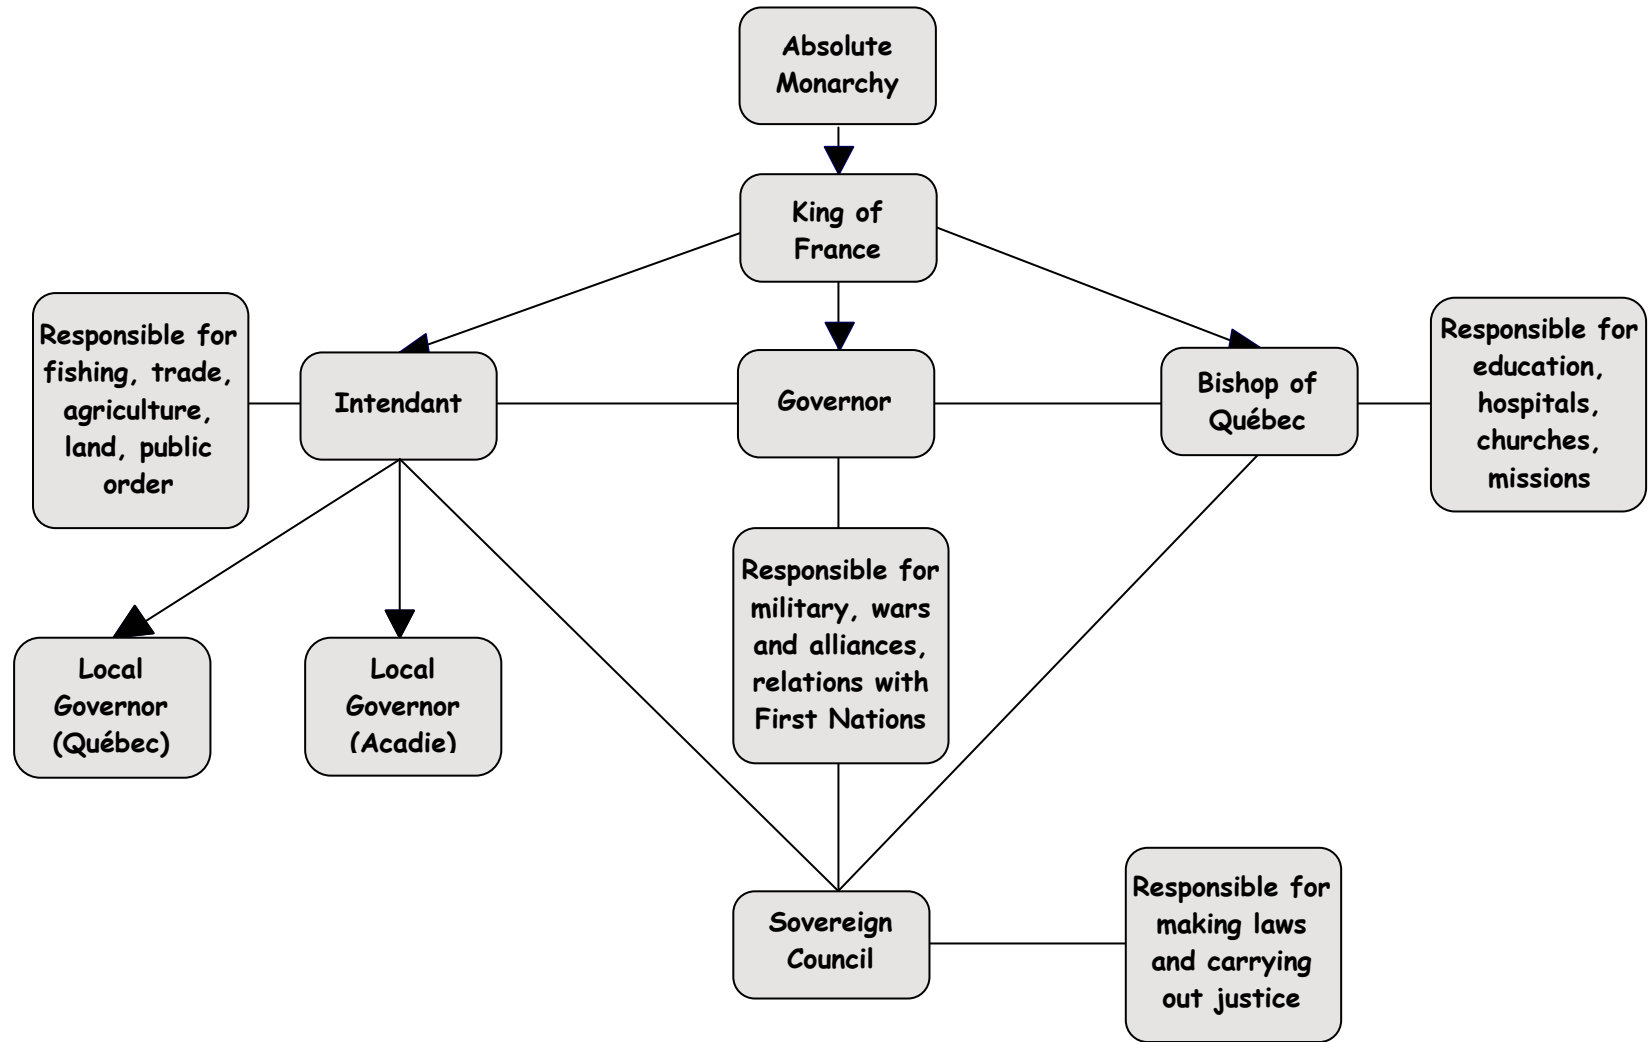 Absolute
Monarchy
King of
France
Responsible for
fishing, trade,
agriculture,
land, public
order
Intendant
Governor
Bishop of
Québec
Responsible for
education,
hospitals,
churches,
missions
Local
Governor
(Québec)
Local
Governor
(Acadie)
Responsible for
military, wars
and alliances,
relations with
First Nations
Sovereign
Council
Responsible for
making laws
and carrying
out justice